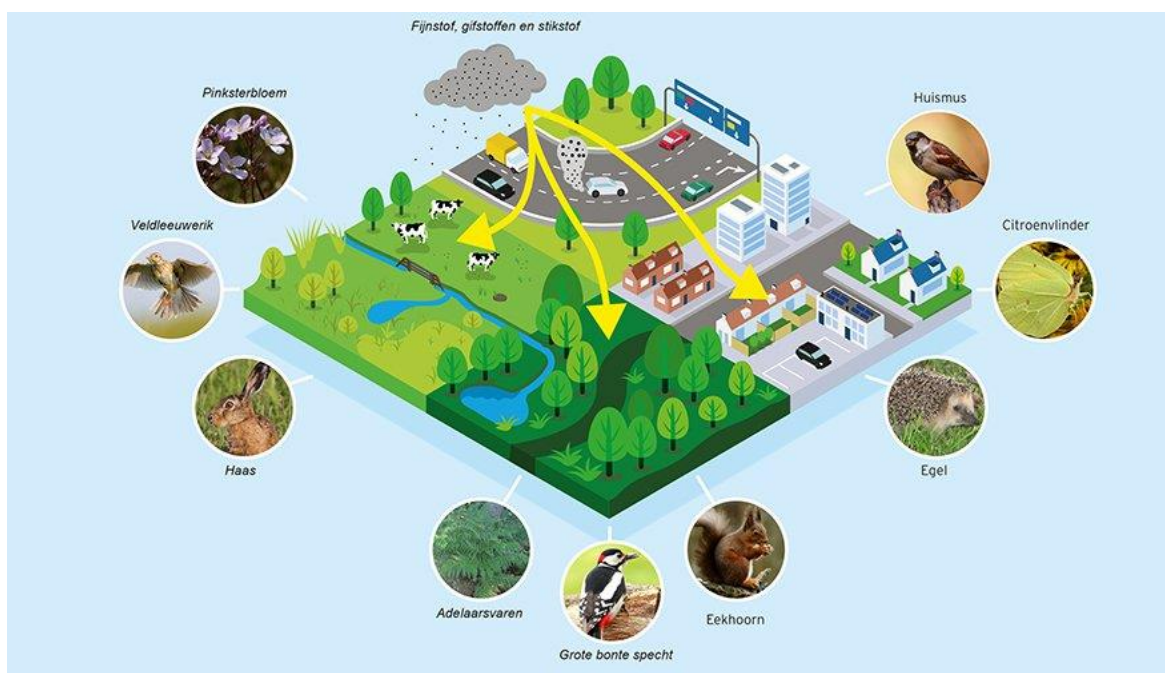 Fijnstof, gifstoffen en stikstof
Pinksterbloem
Huismus
Veldleeuwerik
Citroenvlinder
Haas
Egel
Adelaarsvaren
Eekhoorn
Grote bonte specht